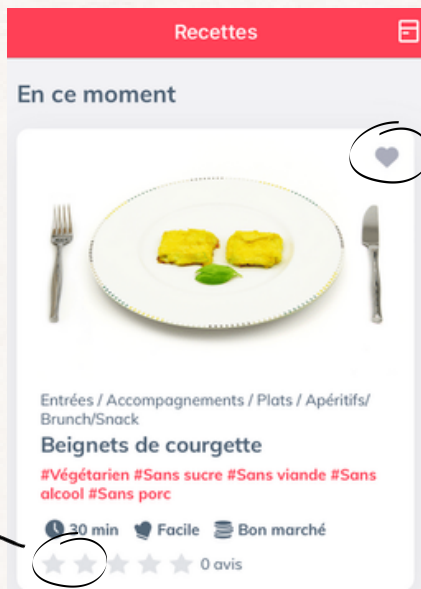 Recettes
En ce moment
Entrées / Accompagnements / Plats / Apéritifs/
Brunch/Snack
Beignets de courgette
#Végétarien #Sans sucre #Sans viande #Sans
alcool #Sans porc
30 min Facile Bon marché
0 avis